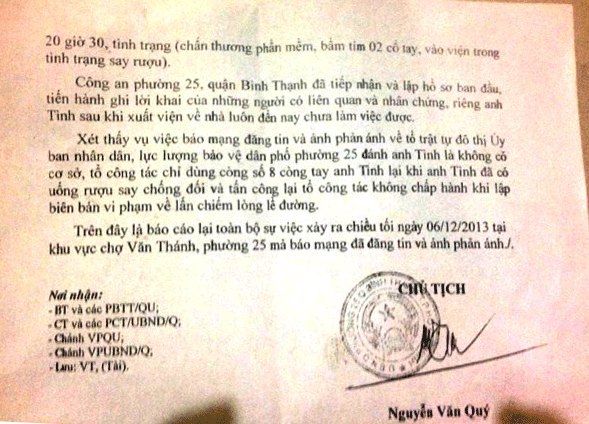 20 giờ 30, tình trạng (chấn thương phần mềm, bầm tím 02 cổ tay, vào viện trong
tình trạng say rượu).
Công an phường 25, quận Bình Thạnh đã tiếp nhận và lập hồ sơ ban đầu,
tiến hành ghi lời khai của những người có liên quan và nhân chứng, riêng anh
Tình sau khi xuất viện về nhà luôn đến nay chưa làm việc được.
Xét thấy vụ việc báo mạng đăng tin và ảnh phản ánh về tổ trật tự đô thị Ủy
ban nhân dân, lực lượng bảo vệ dân phố phường 25 đánh anh Tình là không có
cơ sở, tổ công tác chỉ dùng còng số 8 còng tay anh Tình lại khi anh Tình đã có
uống rượu say chống đối và tấn công lại tổ công tác không chấp hành khi lập
biên bản vi phạm về lấn chiếm lòng lề đường.
Trên đây là báo cáo lại toàn bộ sự việc xảy ra chiều tối ngày 06/12/2013 tại
khu vực chợ Văn Thánh, phường 25 mà báo mạng đã đăng tin và ảnh phản ánh./.
Nơi nhận:
- BT và các PBTT/QU;
- CT và các PCT/UBND/Q;
- Chánh VPQU;
- Chánh VPUBND/Q;
- Lưu: VT, (Tài).
CHỦ TỊCH
Nguyễn Văn Quý